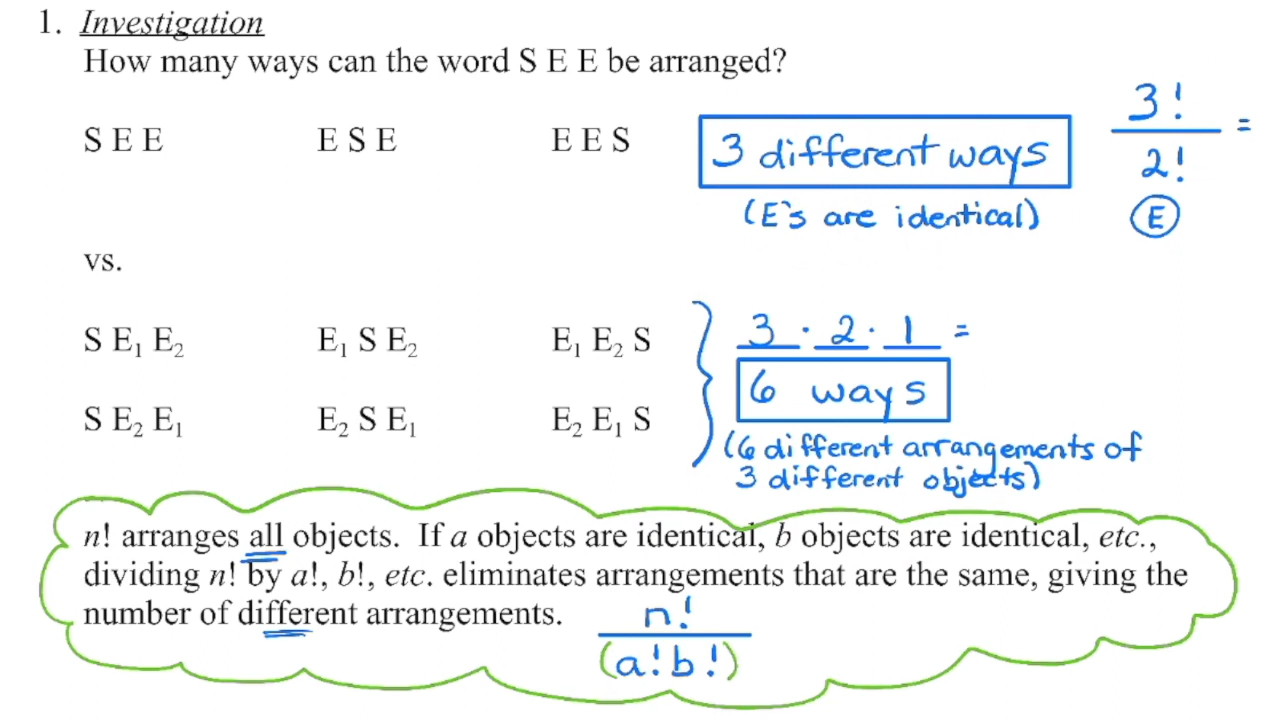 1. Investigation
How many ways can the word S E E be arranged?
S E E E S E E E S
3 different ways
(E's are identical)
3!
2!
=
E
vs.
S E₁ E₂ E₁ S E₂ E₁ E₂ S
S E₂ E₁ E₂ S E₁ E₂ E₁ S
3 · 2 · 1 =
6 ways
(6 different arrangements of
3 different objects)
n! arranges all objects. If a objects are identical, b objects are identical, etc.,
dividing n! by a!, b!, etc. eliminates arrangements that are the same, giving the
number of different arrangements.
n!
(a!b!)